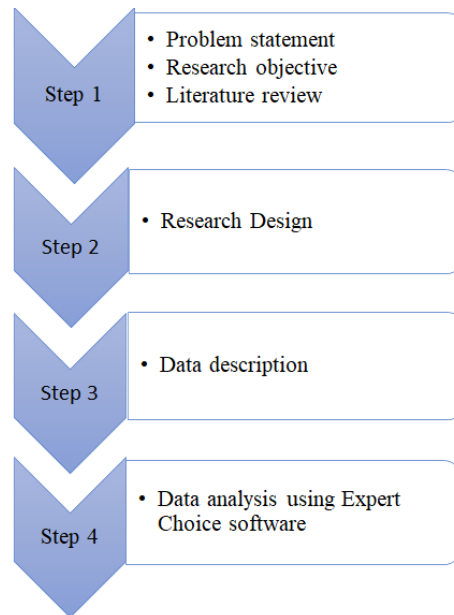 Step 1
• Problem statement
• Research objective
• Literature review
Step 2
• Research Design
Step 3
• Data description
Step 4
• Data analysis using Expert
Choice software